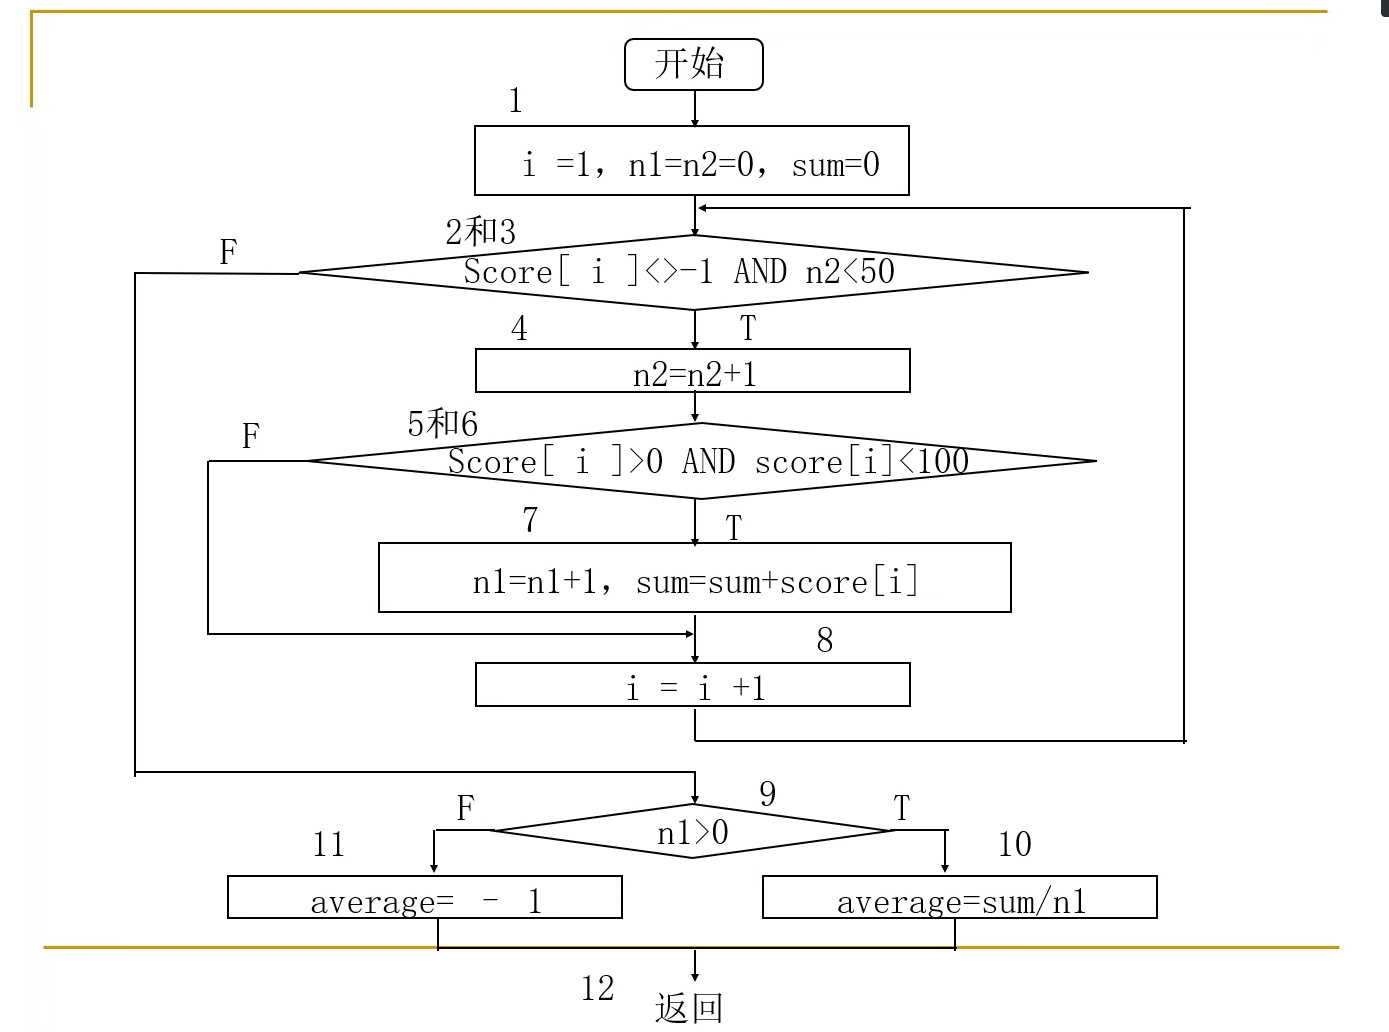 开始
1
i =1, n1=n2=0, sum=0
2和3
F
Score[ i ]<>-1 AND n2<50
4
T
n2=n2+1
5和6
F
Score[ i ]>0 AND score[i]<100
7
T
n1=n1+1, sum=sum+score[i]
8
i = i +1
9
F
T
n1>0
11
10
average= - 1
average=sum/n1
12
返回